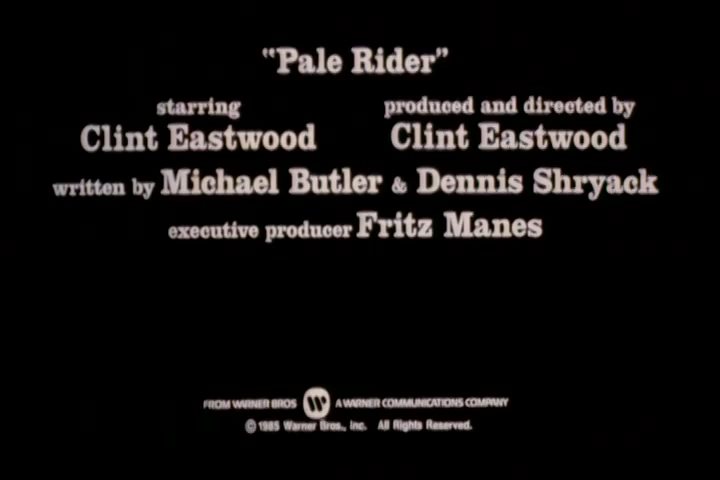 "Pale Rider"
starring
Clint Eastwood
produced and directed by
Clint Eastwood
written by Michael Butler & Dennis Shryack
executive producer Fritz Manes
FROM WARNER BROS A WARNER COMMUNICATIONS COMPANY
© 1985 Warner Bros., Inc. All Rights Reserved.